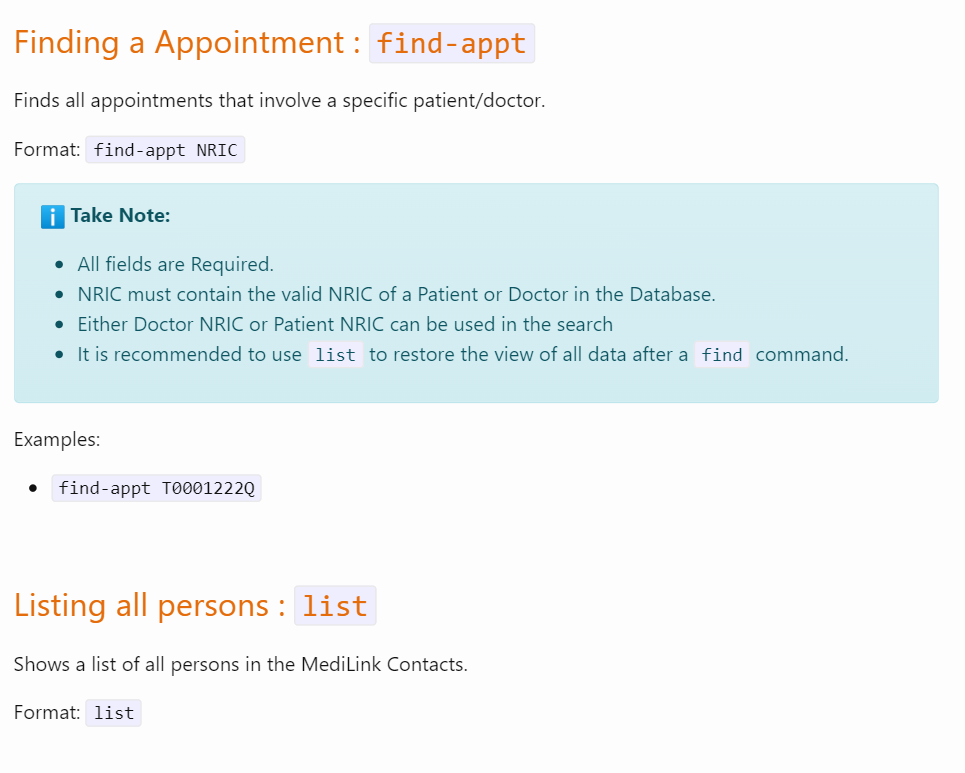 Finding a Appointment : find-appt
Finds all appointments that involve a specific patient/doctor.
Format: find-appt NRIC
Take Note:
All fields are Required.
NRIC must contain the valid NRIC of a Patient or Doctor in the Database.
Either Doctor NRIC or Patient NRIC can be used in the search
It is recommended to use list to restore the view of all data after a find command.
Examples:
find-appt T0001222Q
Listing all persons : list
Shows a list of all persons in the MediLink Contacts.
Format: list